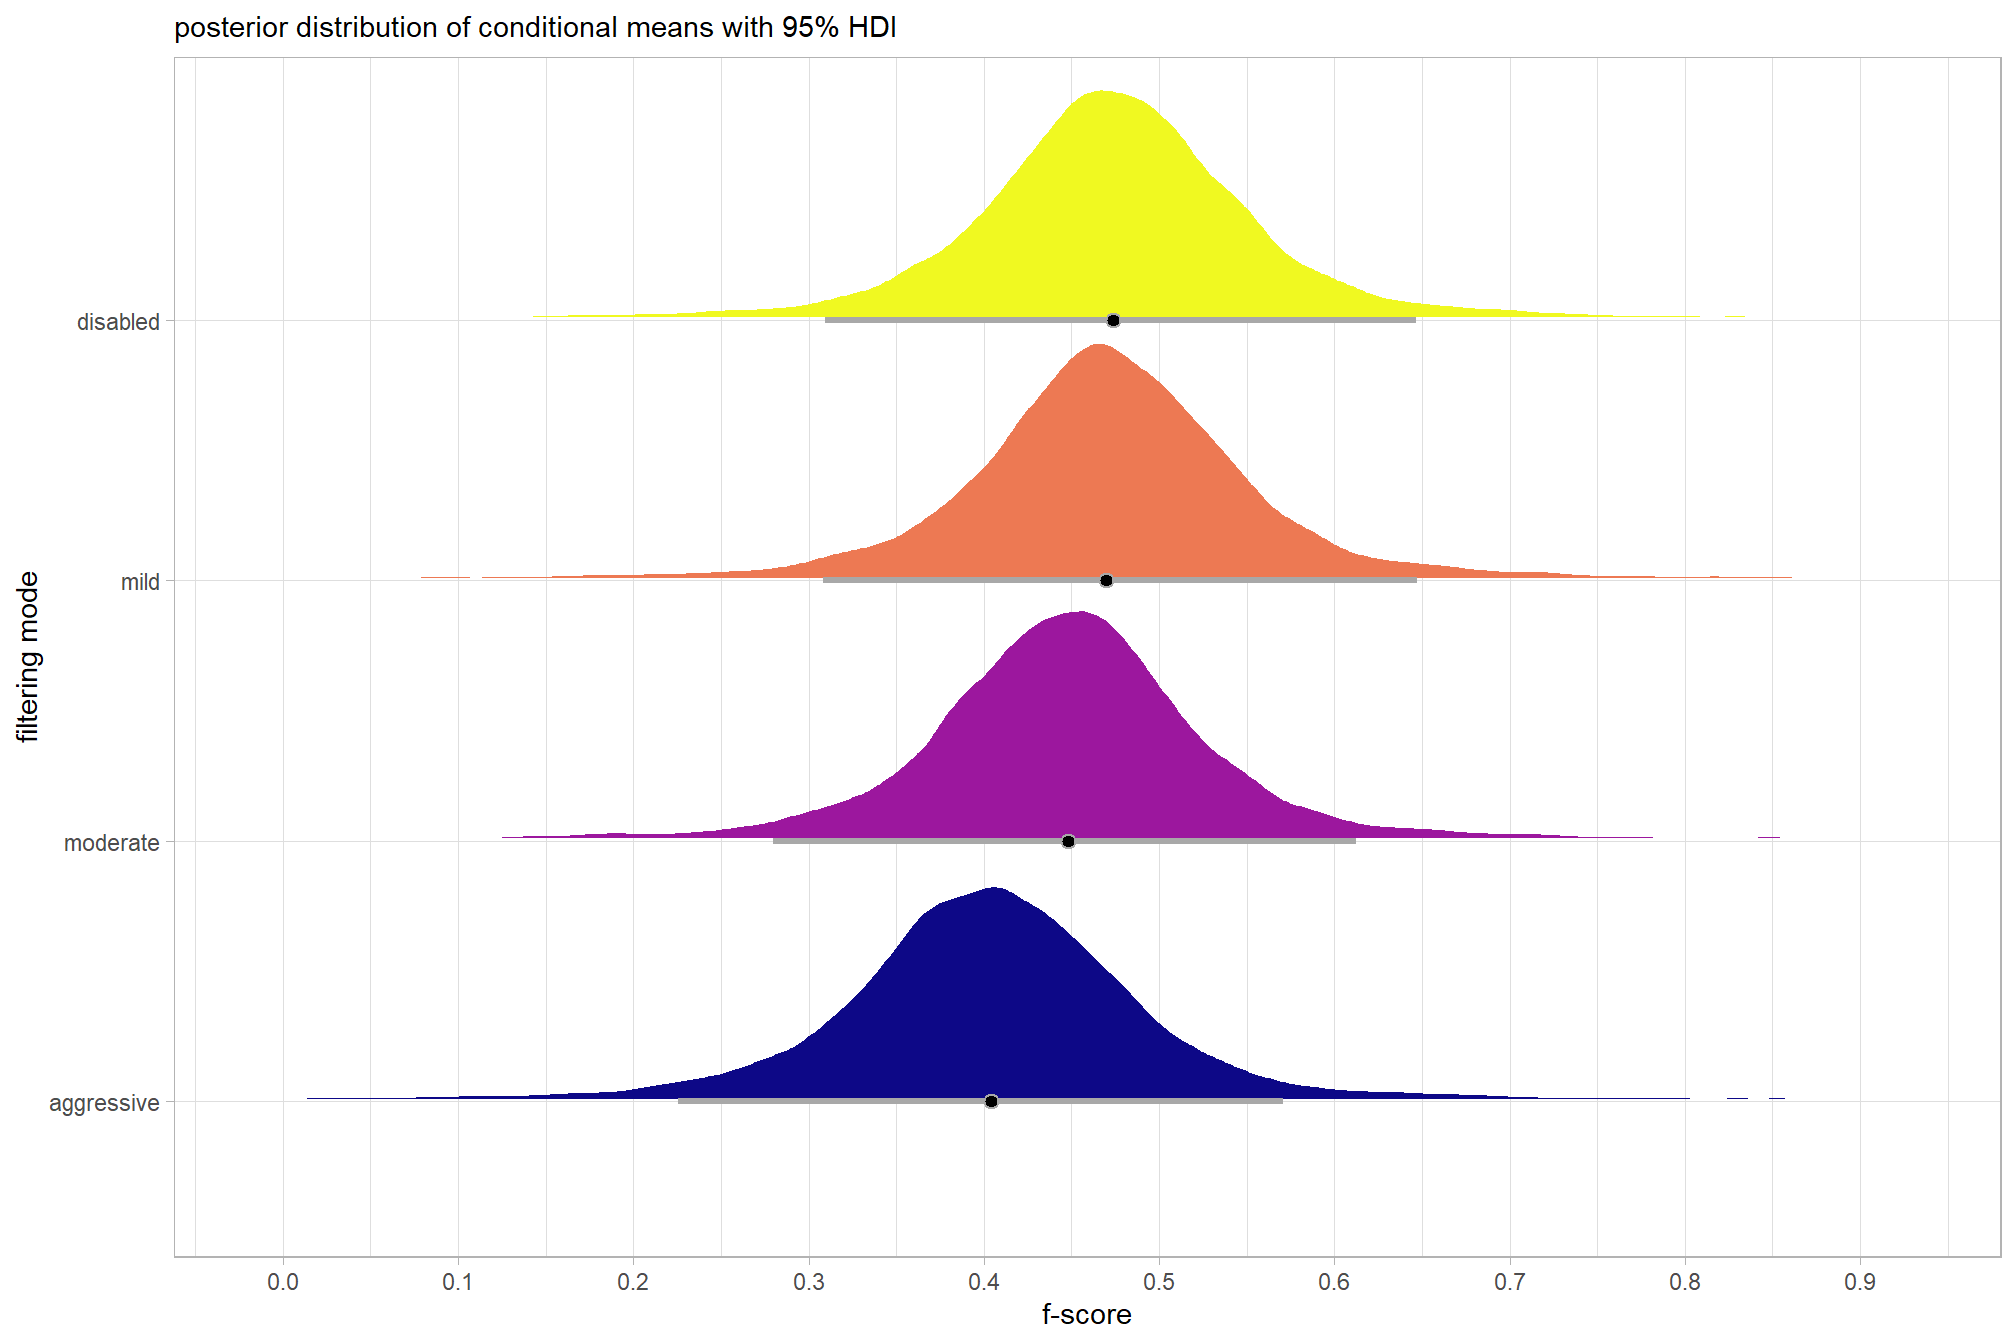 posterior distribution of conditional means with 95% HDI
filtering mode
disabled
mild
moderate
aggressive
0.0 0.1 0.2 0.3 0.4 0.5 0.6 0.7 0.8 0.9
f-score